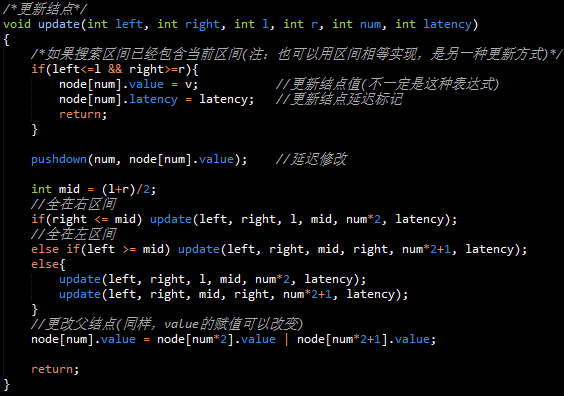 /*更新结点*/
void update(int left, int right, int l, int r, int num, int latency)
{
    /*如果搜索区间已经包含当前区间(注: 也可以用区间相等实现, 是另一种更新方式)*/
    if(left<=l && right>=r){
        node[num].value = v;          //更新结点值(不一定是这种表达式)
        node[num].latency = latency;  //更新结点延迟标记
        return;
    }

    pushdown(num, node[num].value);   //延迟修改

    int mid = (l+r)/2;
    //全在右区间
    if(right <= mid) update(left, right, l, mid, num*2, latency);
    //全在左区间
    else if(left >= mid) update(left, right, mid, right, num*2+1, latency);
    else{
        update(left, right, l, mid, num*2, latency);
        update(left, right, mid, right, num*2+1, latency);
    }
    //更改父结点(同样, value的赋值可以改变)
    node[num].value = node[num*2].value | node[num*2+1].value;

    return;
}